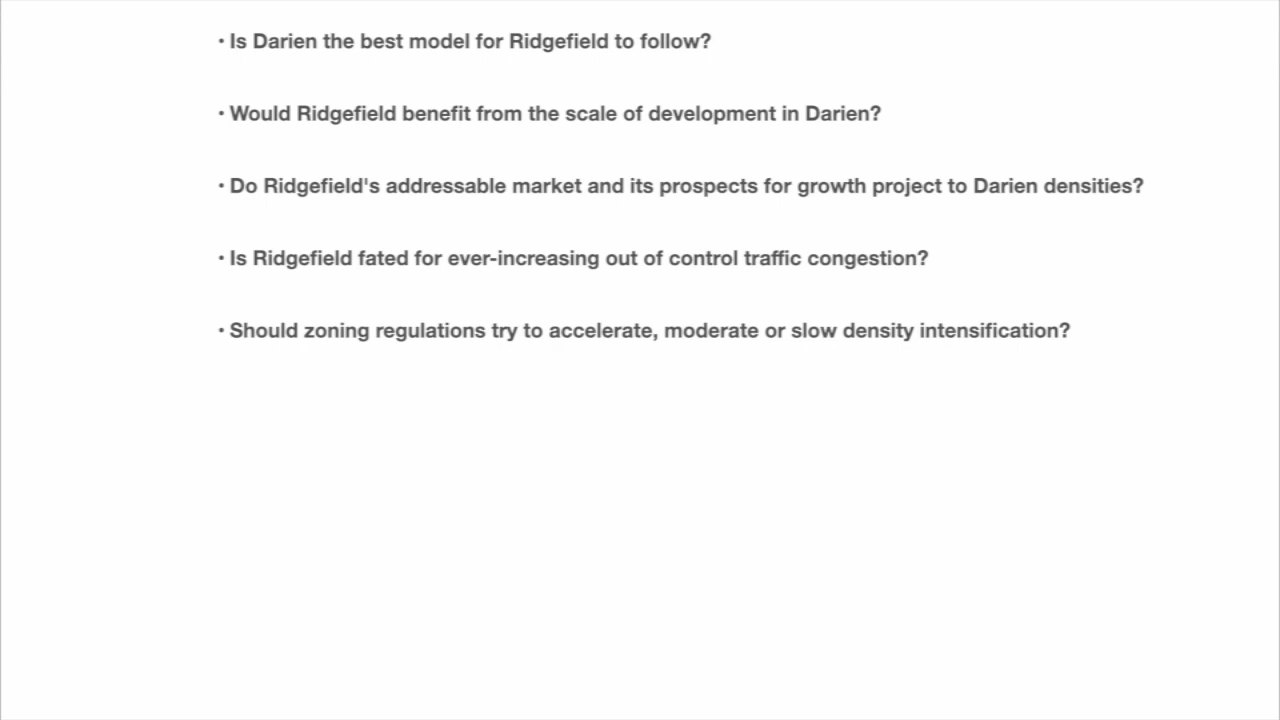 • Is Darien the best model for Ridgefield to follow?
• Would Ridgefield benefit from the scale of development in Darien?
• Do Ridgefield's addressable market and its prospects for growth project to Darien densities?
• Is Ridgefield fated for ever-increasing out of control traffic congestion?
• Should zoning regulations try to accelerate, moderate or slow density intensification?